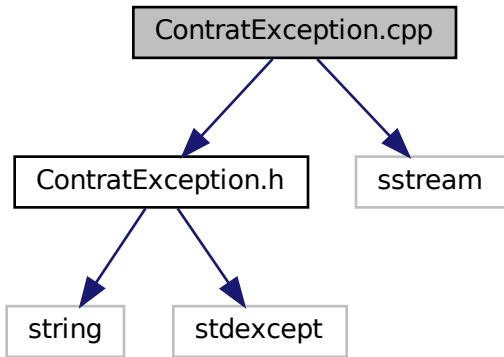 ContratException.cpp
ContratException.h
sstream
string
stdexcept